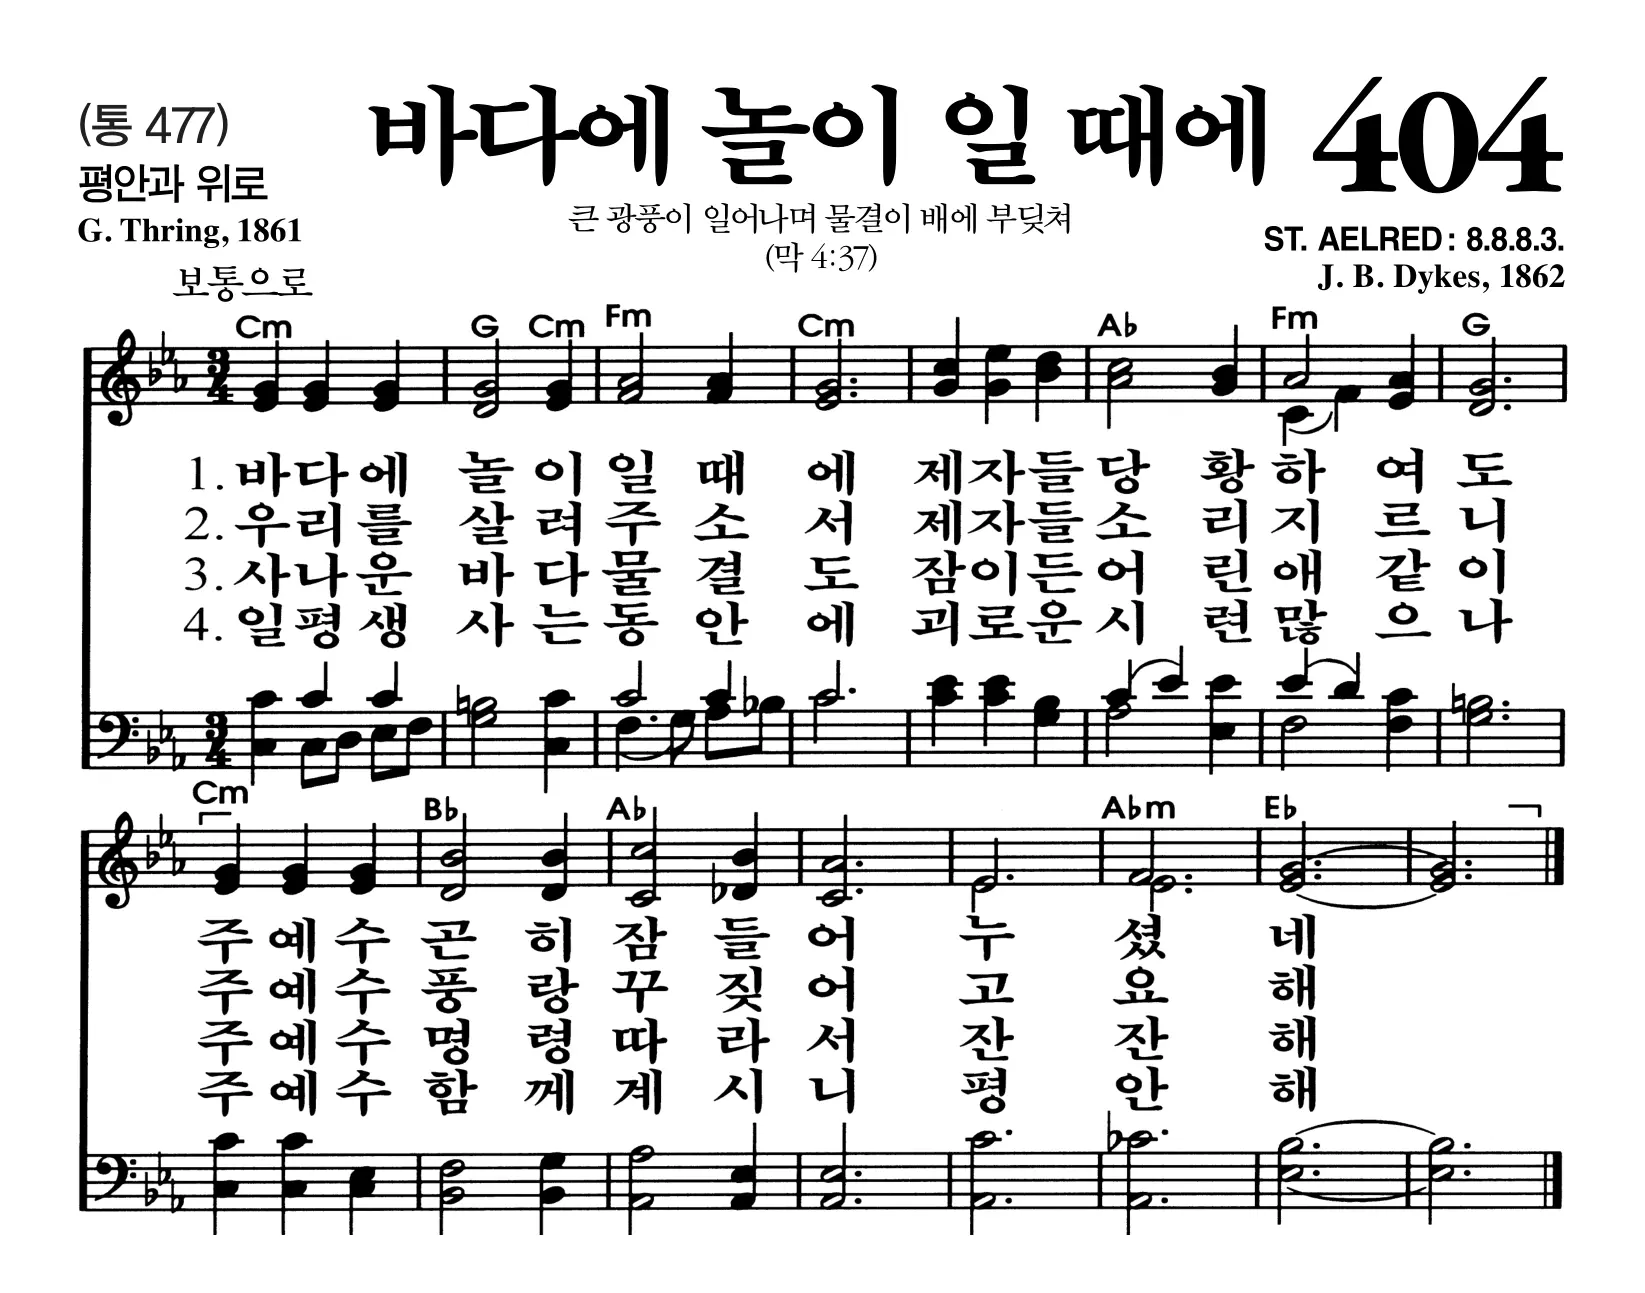 (통 477) 바다에 놀이 일 때에 404
평안과 위로
G. Thring, 1861
큰 광풍이 일어나며 물결이 배에 부딪쳐
(막 4:37)
ST. AELRED: 8.8.8.3.
J. B. Dykes, 1862
보통으로
Cm G Cm Fm Cm A♭ Fm G
3 4
1. 바다에 놀이 일 때에 제자들당 황하여도
2. 우리를 살려주소서 제자들소 리지르니
3. 사나운 바다물결도 잠이든어 린애같이
4. 일평생 사는동안에 괴로운시 련많으나
3 4
Cm B♭ A♭ A♭m E♭
주예수 곤히 잠들어 누셨네
주예수 풍랑 꾸짖어 고요해
주예수 명령 따라서 잔잔해
주예수 함께 계시니 평안해